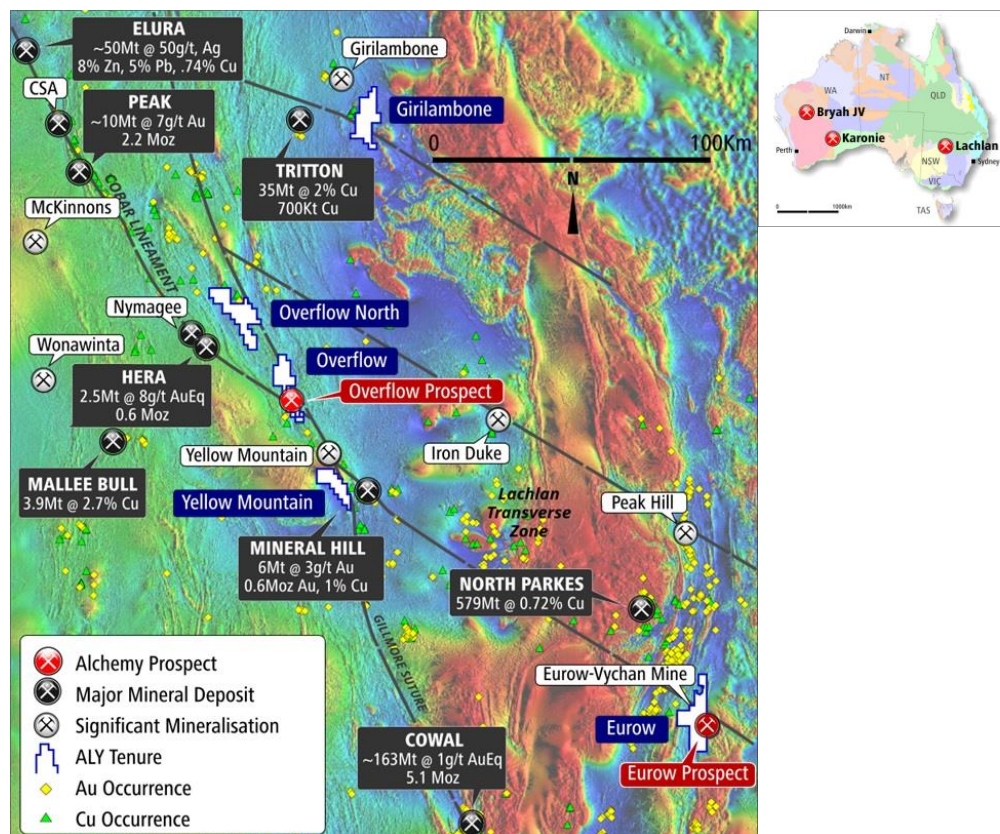 ELURA
~50Mt @ 50g/t, Ag
8% Zn, 5% Pb, .74% Cu
Girilambone
CSA
PEAK
~10Mt @ 7g/t Au
2.2 Moz
Girilambone
0
100Km
N
TRITTON
35Mt @ 2% Cu
700Kt Cu
McKinnons
COBAR LINEAMENT
Nymagee
Overflow North
Wonawinta
Overflow
HERA
2.5Mt @ 8g/t AuEq
0.6 Moz
Overflow Prospect
Yellow Mountain
Iron Duke
MALLEE BULL
3.9Mt @ 2.7% Cu
Yellow Mountain
Lachlan
Transverse
Zone
Peak Hill
MINERAL HILL
6Mt @ 3g/t Au
0.6Moz Au, 1% Cu
NORTH PARKES
579Mt @ 0.72% Cu
GILLMORE SUTURE
Eurow-Vychan Mine
Eurow
COWAL
~163Mt @ 1g/t AuEq
5.1 Moz
Eurow Prospect
Alchemy Prospect
Major Mineral Deposit
Significant Mineralisation
ALY Tenure
Au Occurrence
Cu Occurrence
Darwin
NT
WA
QLD
Bryah JV
Karonie
Lachlan
Perth
NSW
Sydney
VIC
TAS
0
1000km